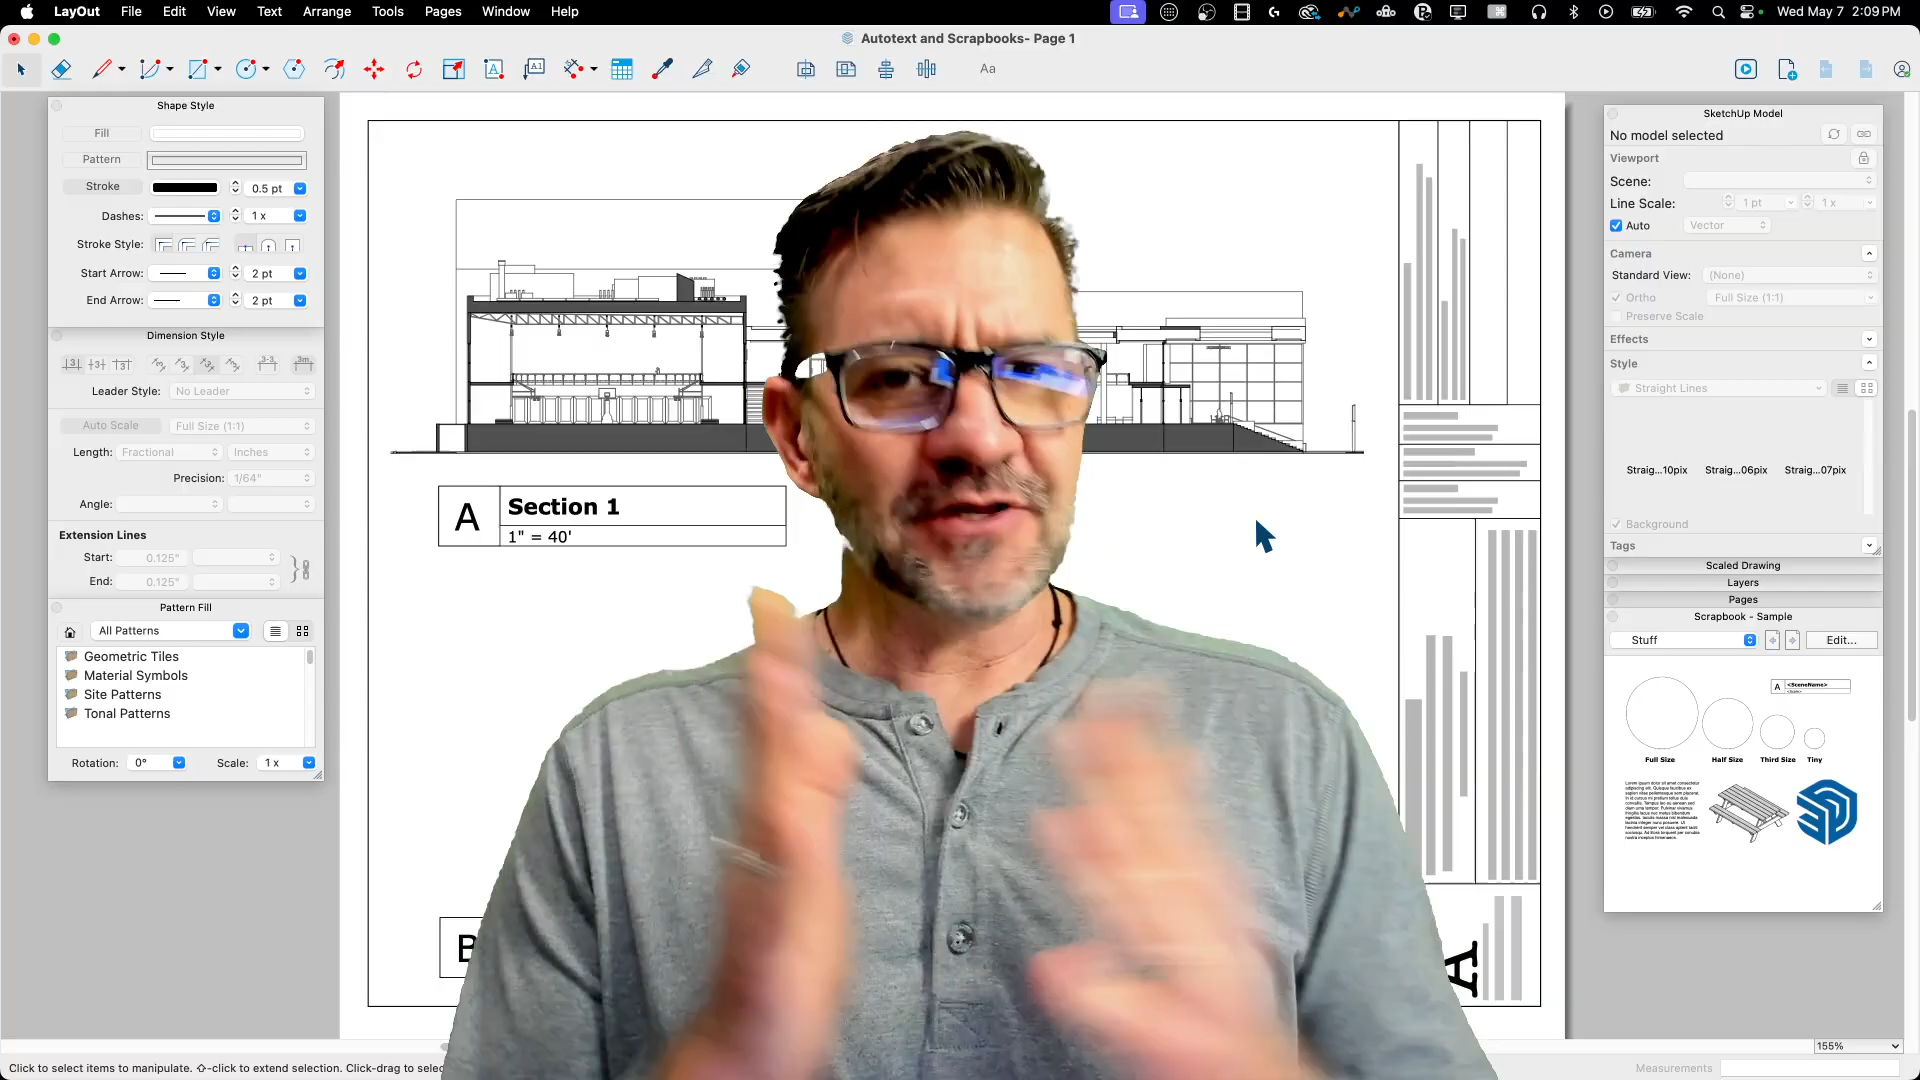 LayOut File Edit View Text Arrange Tools Pages Window Help
Wed May 7 2:09 PM
Autotext and Scrapbooks- Page 1
Aa
Shape Style
Fill
Pattern
Stroke 0.5 pt
Dashes: 1 x
Stroke Style:
Start Arrow: 2 pt
End Arrow: 2 pt
Dimension Style
Leader Style: No Leader
Auto Scale Full Size (1:1)
Length: Fractional Inches
Precision: 1/64"
Angle:
Extension Lines
Start: 0.125"
End: 0.125"
Pattern Fill
All Patterns
Geometric Tiles
Material Symbols
Site Patterns
Tonal Patterns
Rotation: 0° Scale: 1 x
A Section 1
1" = 40'
B
A
SketchUp Model
No model selected
Viewport
Scene:
Line Scale: 1 pt 1 x
Auto Vector
Camera
Standard View: (None)
Ortho Full Size (1:1)
Preserve Scale
Effects
Style
Straight Lines
Straig...10pix Straig...06pix Straig...07pix
Background
Tags
Scaled Drawing
Layers
Pages
Scrapbook - Sample
Stuff Edit...
A <SceneName>
Full Size Half Size Third Size Tiny
155%
Click to select items to manipulate. ⇧-click to extend selection. Click-drag to selec
Measurements